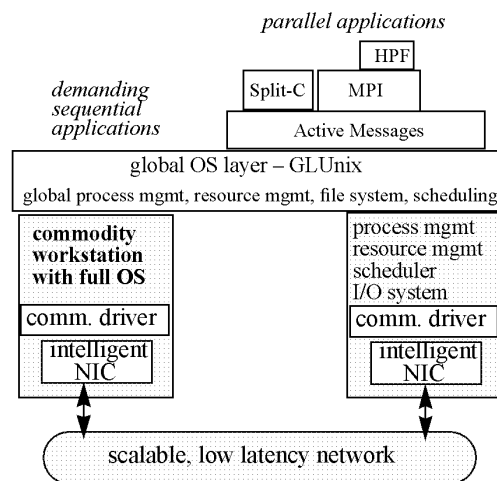 parallel applications
HPF
demanding
sequential
applications
Split-C
MPI
Active Messages
global OS layer – GLUnix
global process mgmt, resource mgmt, file system, scheduling
commodity
workstation
with full OS
comm. driver
intelligent
NIC
process mgmt
resource mgmt
scheduler
I/O system
comm. driver
intelligent
NIC
scalable, low latency network